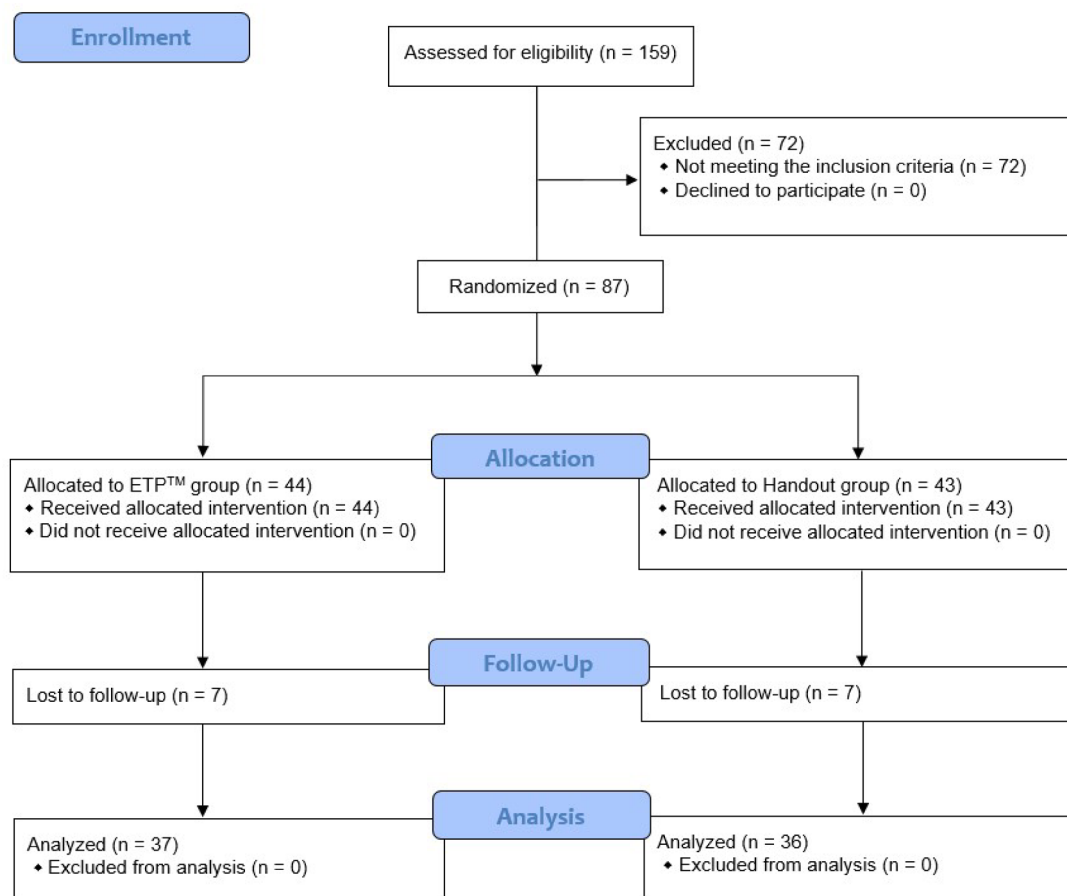 Enrollment
Assessed for eligibility (n = 159)
Excluded (n = 72)
◆ Not meeting the inclusion criteria (n = 72)
◆ Declined to participate (n = 0)
Randomized (n = 87)
Allocation
Allocated to ETP™ group (n = 44)
◆ Received allocated intervention (n = 44)
◆ Did not receive allocated intervention (n = 0)
Allocated to Handout group (n = 43)
◆ Received allocated intervention (n = 43)
◆ Did not receive allocated intervention (n = 0)
Follow-Up
Lost to follow-up (n = 7)
Lost to follow-up (n = 7)
Analysis
Analyzed (n = 37)
◆ Excluded from analysis (n = 0)
Analyzed (n = 36)
◆ Excluded from analysis (n = 0)